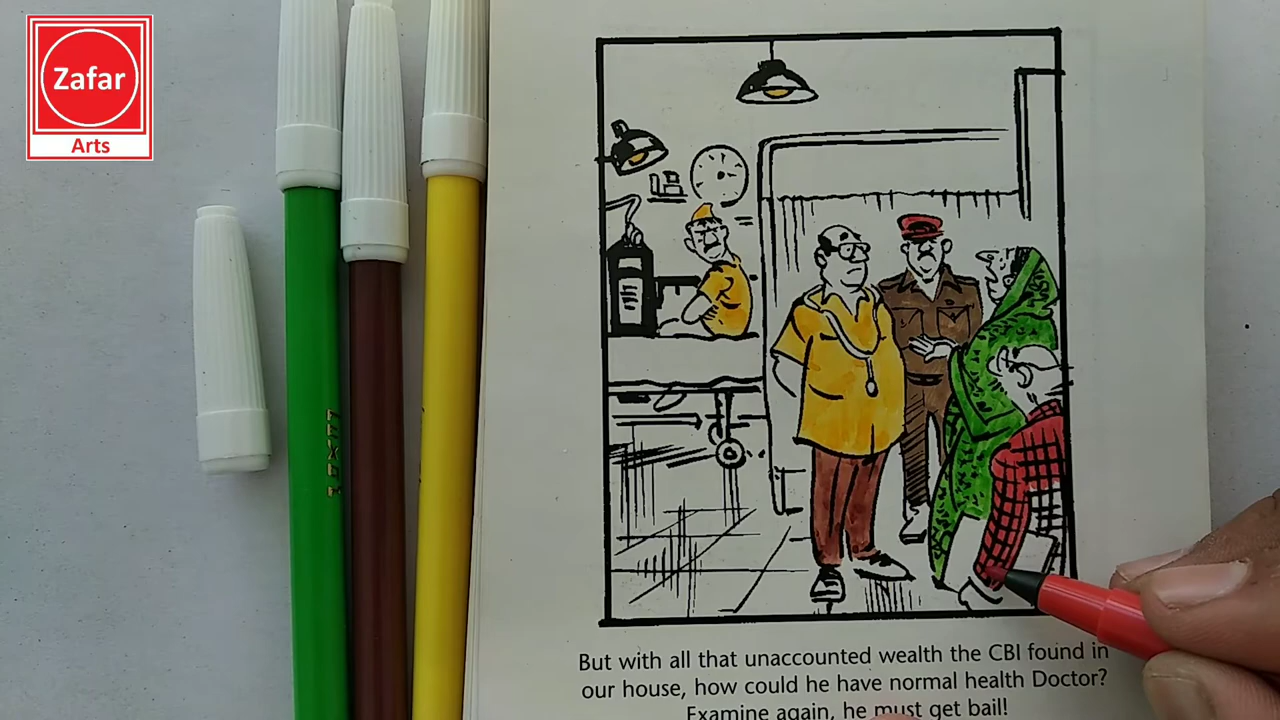 Zafar
Arts
But with all that unaccounted wealth the CBI found in
our house, how could he have normal health Doctor?
Examine again, he must get bail!